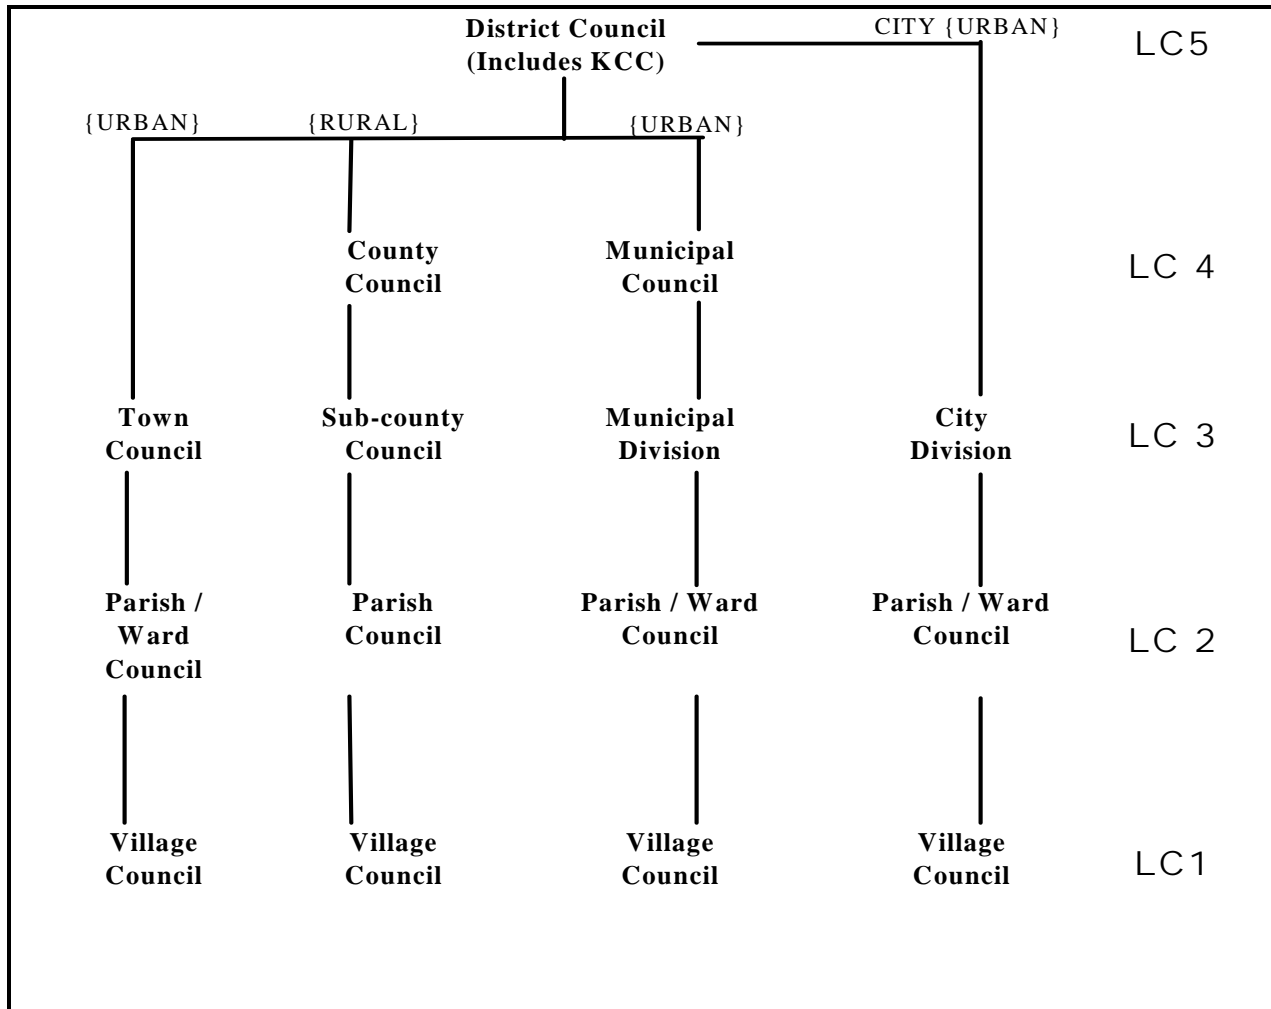 District Council
(Includes KCC)
CITY {URBAN}
LC5
{URBAN}
{RURAL}
{URBAN}
County
Council
Municipal
Council
LC 4
Town
Council
Sub-county
Council
Municipal
Division
City
Division
LC 3
Parish /
Ward
Council
Parish
Council
Parish / Ward
Council
Parish / Ward
Council
LC 2
Village
Council
Village
Council
Village
Council
Village
Council
LC1